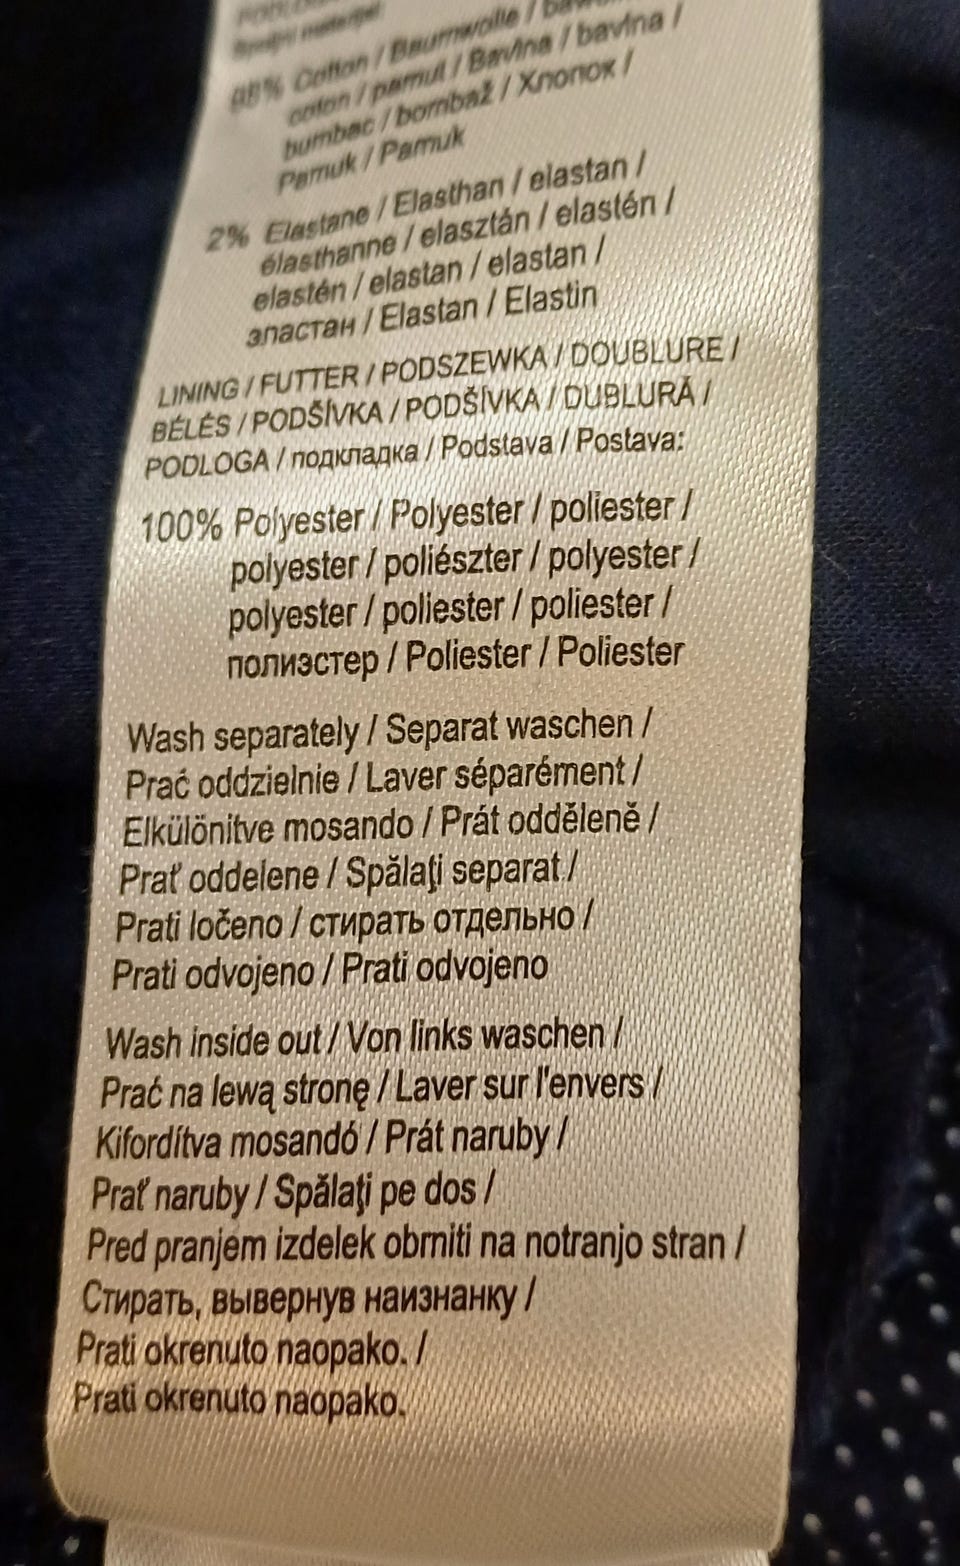 98% Cotton / Baumwolle /
coton / pamut / Bavlna / bavlna /
bumbac / bombaž / Хлопок /
Pamuk / Pamuk
2% Elastane / Elasthan / elastan /
élasthanne / elasztán / elastén /
elastén / elastan / elastan /
эластан / Elastan / Elastin
LINING / FUTTER / PODSZEWKA / DOUBLURE /
BÉLÉS / PODŠÍVKA / PODŠÍVKA / DUBLURĂ /
PODLOGA / подкладка / Podstava / Postava:
100% Polyester / Polyester / poliester /
polyester / poliészter / polyester /
polyester / poliester / poliester /
полиэстер / Poliester / Poliester
Wash separately / Separat waschen /
Prać oddzielnie / Laver séparément /
Elkülönitve mosando / Prát odděleně /
Prať oddelene / Spălaţi separat /
Prati ločeno / стирать отдельно /
Prati odvojeno / Prati odvojeno
Wash inside out / Von links waschen /
Prać na lewą stronę / Laver sur l'envers /
Kifordítva mosandó / Prát naruby /
Prať naruby / Spălaţi pe dos /
Pred pranjem izdelek obrniti na notranjo stran /
Стирать, вывернув наизнанку /
Prati okrenuto naopako. /
Prati okrenuto naopako.